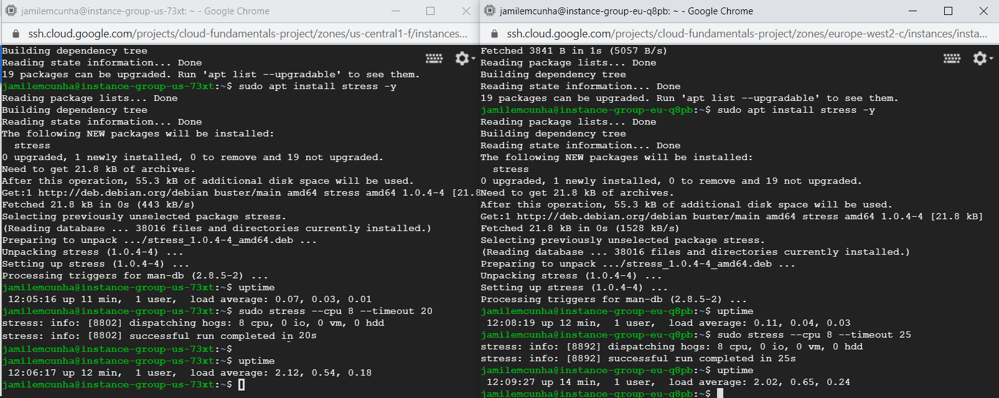 jamilemcunha@instance-group-us-73xt: ~ - Google Chrome
ssh.cloud.google.com/projects/cloud-fundamentals-project/zones/us-central1-f/instances...
Building dependency tree
Reading state information... Done
19 packages can be upgraded. Run 'apt list --upgradable' to see them.
jamilemcunha@instance-group-us-73xt:~$ sudo apt install stress -y
Reading package lists... Done
Building dependency tree
Reading state information... Done
The following NEW packages will be installed:
  stress
0 upgraded, 1 newly installed, 0 to remove and 19 not upgraded.
Need to get 21.8 kB of archives.
After this operation, 55.3 kB of additional disk space will be used.
Get:1 http://deb.debian.org/debian buster/main amd64 stress amd64 1.0.4-4 [21.8
Fetched 21.8 kB in 0s (443 kB/s)
Selecting previously unselected package stress.
(Reading database ... 38016 files and directories currently installed.)
Preparing to unpack .../stress_1.0.4-4_amd64.deb ...
Unpacking stress (1.0.4-4) ...
Setting up stress (1.0.4-4) ...
Processing triggers for man-db (2.8.5-2) ...
jamilemcunha@instance-group-us-73xt:~$ uptime
 12:05:16 up 11 min,  1 user,  load average: 0.07, 0.03, 0.01
jamilemcunha@instance-group-us-73xt:~$ sudo stress --cpu 8 --timeout 20
stress: info: [8802] dispatching hogs: 8 cpu, 0 io, 0 vm, 0 hdd
stress: info: [8802] successful run completed in 20s
jamilemcunha@instance-group-us-73xt:~$
jamilemcunha@instance-group-us-73xt:~$ uptime
 12:06:17 up 12 min,  1 user,  load average: 2.12, 0.54, 0.18
jamilemcunha@instance-group-us-73xt:~$
jamilemcunha@instance-group-eu-q8pb: ~ - Google Chrome
ssh.cloud.google.com/projects/cloud-fundamentals-project/zones/europe-west2-c/instances/insta...
Fetched 3841 B in 1s (5057 B/s)
Reading package lists... Done
Building dependency tree
Reading state information... Done
19 packages can be upgraded. Run 'apt list --upgradable' to see them.
jamilemcunha@instance-group-eu-q8pb:~$ sudo apt install stress -y
Reading package lists... Done
Building dependency tree
Reading state information... Done
The following NEW packages will be installed:
  stress
0 upgraded, 1 newly installed, 0 to remove and 19 not upgraded.
Need to get 21.8 kB of archives.
After this operation, 55.3 kB of additional disk space will be used.
Get:1 http://deb.debian.org/debian buster/main amd64 stress amd64 1.0.4-4 [21.8 kB]
Fetched 21.8 kB in 0s (1528 kB/s)
Selecting previously unselected package stress.
(Reading database ... 38016 files and directories currently installed.)
Preparing to unpack .../stress_1.0.4-4_amd64.deb ...
Unpacking stress (1.0.4-4) ...
Setting up stress (1.0.4-4) ...
Processing triggers for man-db (2.8.5-2) ...
jamilemcunha@instance-group-eu-q8pb:~$ uptime
 12:08:19 up 12 min,  1 user,  load average: 0.11, 0.04, 0.03
jamilemcunha@instance-group-eu-q8pb:~$ sudo stress --cpu 8 --timeout 25
stress: info: [8892] dispatching hogs: 8 cpu, 0 io, 0 vm, 0 hdd
stress: info: [8892] successful run completed in 25s
jamilemcunha@instance-group-eu-q8pb:~$ uptime
 12:09:27 up 14 min,  1 user,  load average: 2.02, 0.65, 0.24
jamilemcunha@instance-group-eu-q8pb:~$